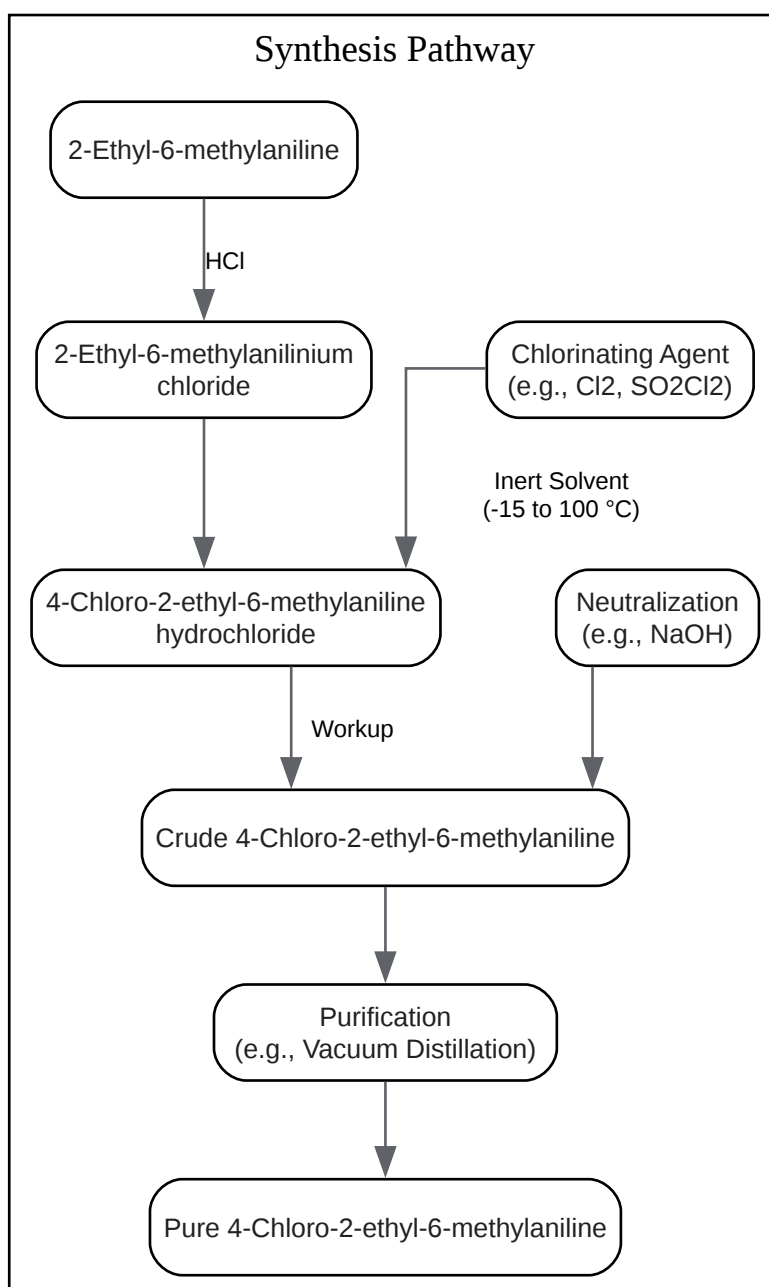 Synthesis Pathway
2-Ethyl-6-methylaniline
HCl
2-Ethyl-6-methylanilinium
chloride
Chlorinating Agent
(e.g., Cl2, SO2Cl2)
Inert Solvent
(-15 to 100 °C)
4-Chloro-2-ethyl-6-methylaniline
hydrochloride
Neutralization
(e.g., NaOH)
Workup
Crude 4-Chloro-2-ethyl-6-methylaniline
Purification
(e.g., Vacuum Distillation)
Pure 4-Chloro-2-ethyl-6-methylaniline